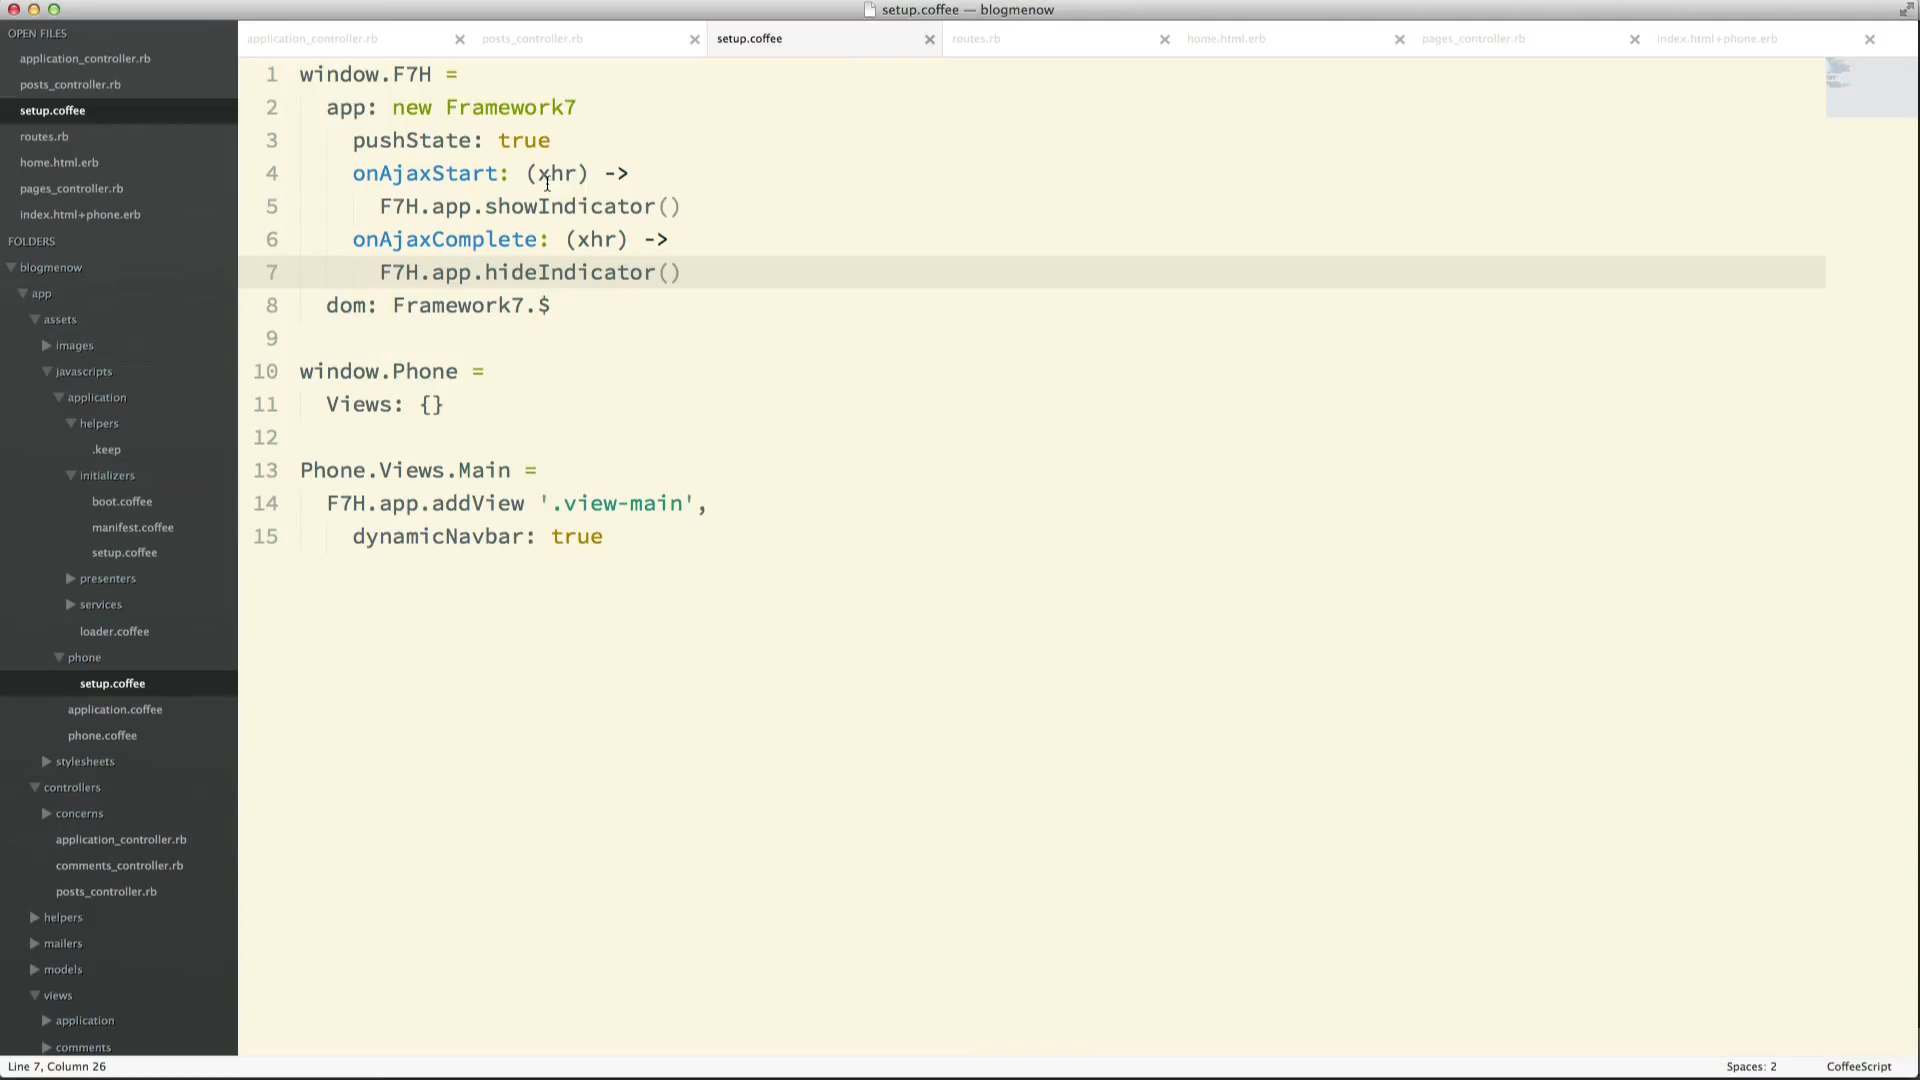 setup.coffee — blogmenow
OPEN FILES
application_controller.rb
posts_controller.rb
setup.coffee
routes.rb
home.html.erb
pages_controller.rb
index.html+phone.erb
FOLDERS
blogmenow
app
assets
images
javascripts
application
helpers
.keep
initializers
boot.coffee
manifest.coffee
setup.coffee
presenters
services
loader.coffee
phone
setup.coffee
application.coffee
phone.coffee
stylesheets
controllers
concerns
application_controller.rb
comments_controller.rb
posts_controller.rb
helpers
mailers
models
views
application
comments
application_controller.rb posts_controller.rb setup.coffee routes.rb home.html.erb pages_controller.rb index.html+phone.erb
1 window.F7H =
2 app: new Framework7
3 pushState: true
4 onAjaxStart: (xhr) ->
5 F7H.app.showIndicator()
6 onAjaxComplete: (xhr) ->
7 F7H.app.hideIndicator()
8 dom: Framework7.$
9
10 window.Phone =
11 Views: {}
12
13 Phone.Views.Main =
14 F7H.app.addView '.view-main',
15 dynamicNavbar: true
Line 7, Column 26 Spaces: 2 CoffeeScript